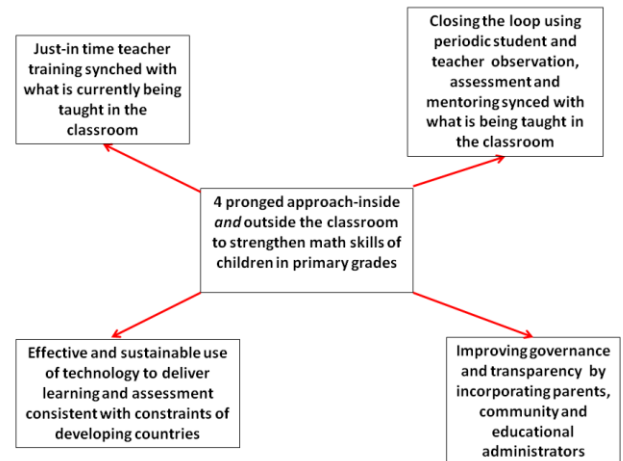 Just-in time teacher
training synched with
what is currently being
taught in the
classroom
Closing the loop using
periodic student and
teacher observation,
assessment and
mentoring synced with
what is being taught in
the classroom
4 pronged approach-inside
and outside the classroom
to strengthen math skills of
children in primary grades
Effective and sustainable use
of technology to deliver
learning and assessment
consistent with constraints of
developing countries
Improving governance
and transparency by
incorporating parents,
community and
educational
administrators